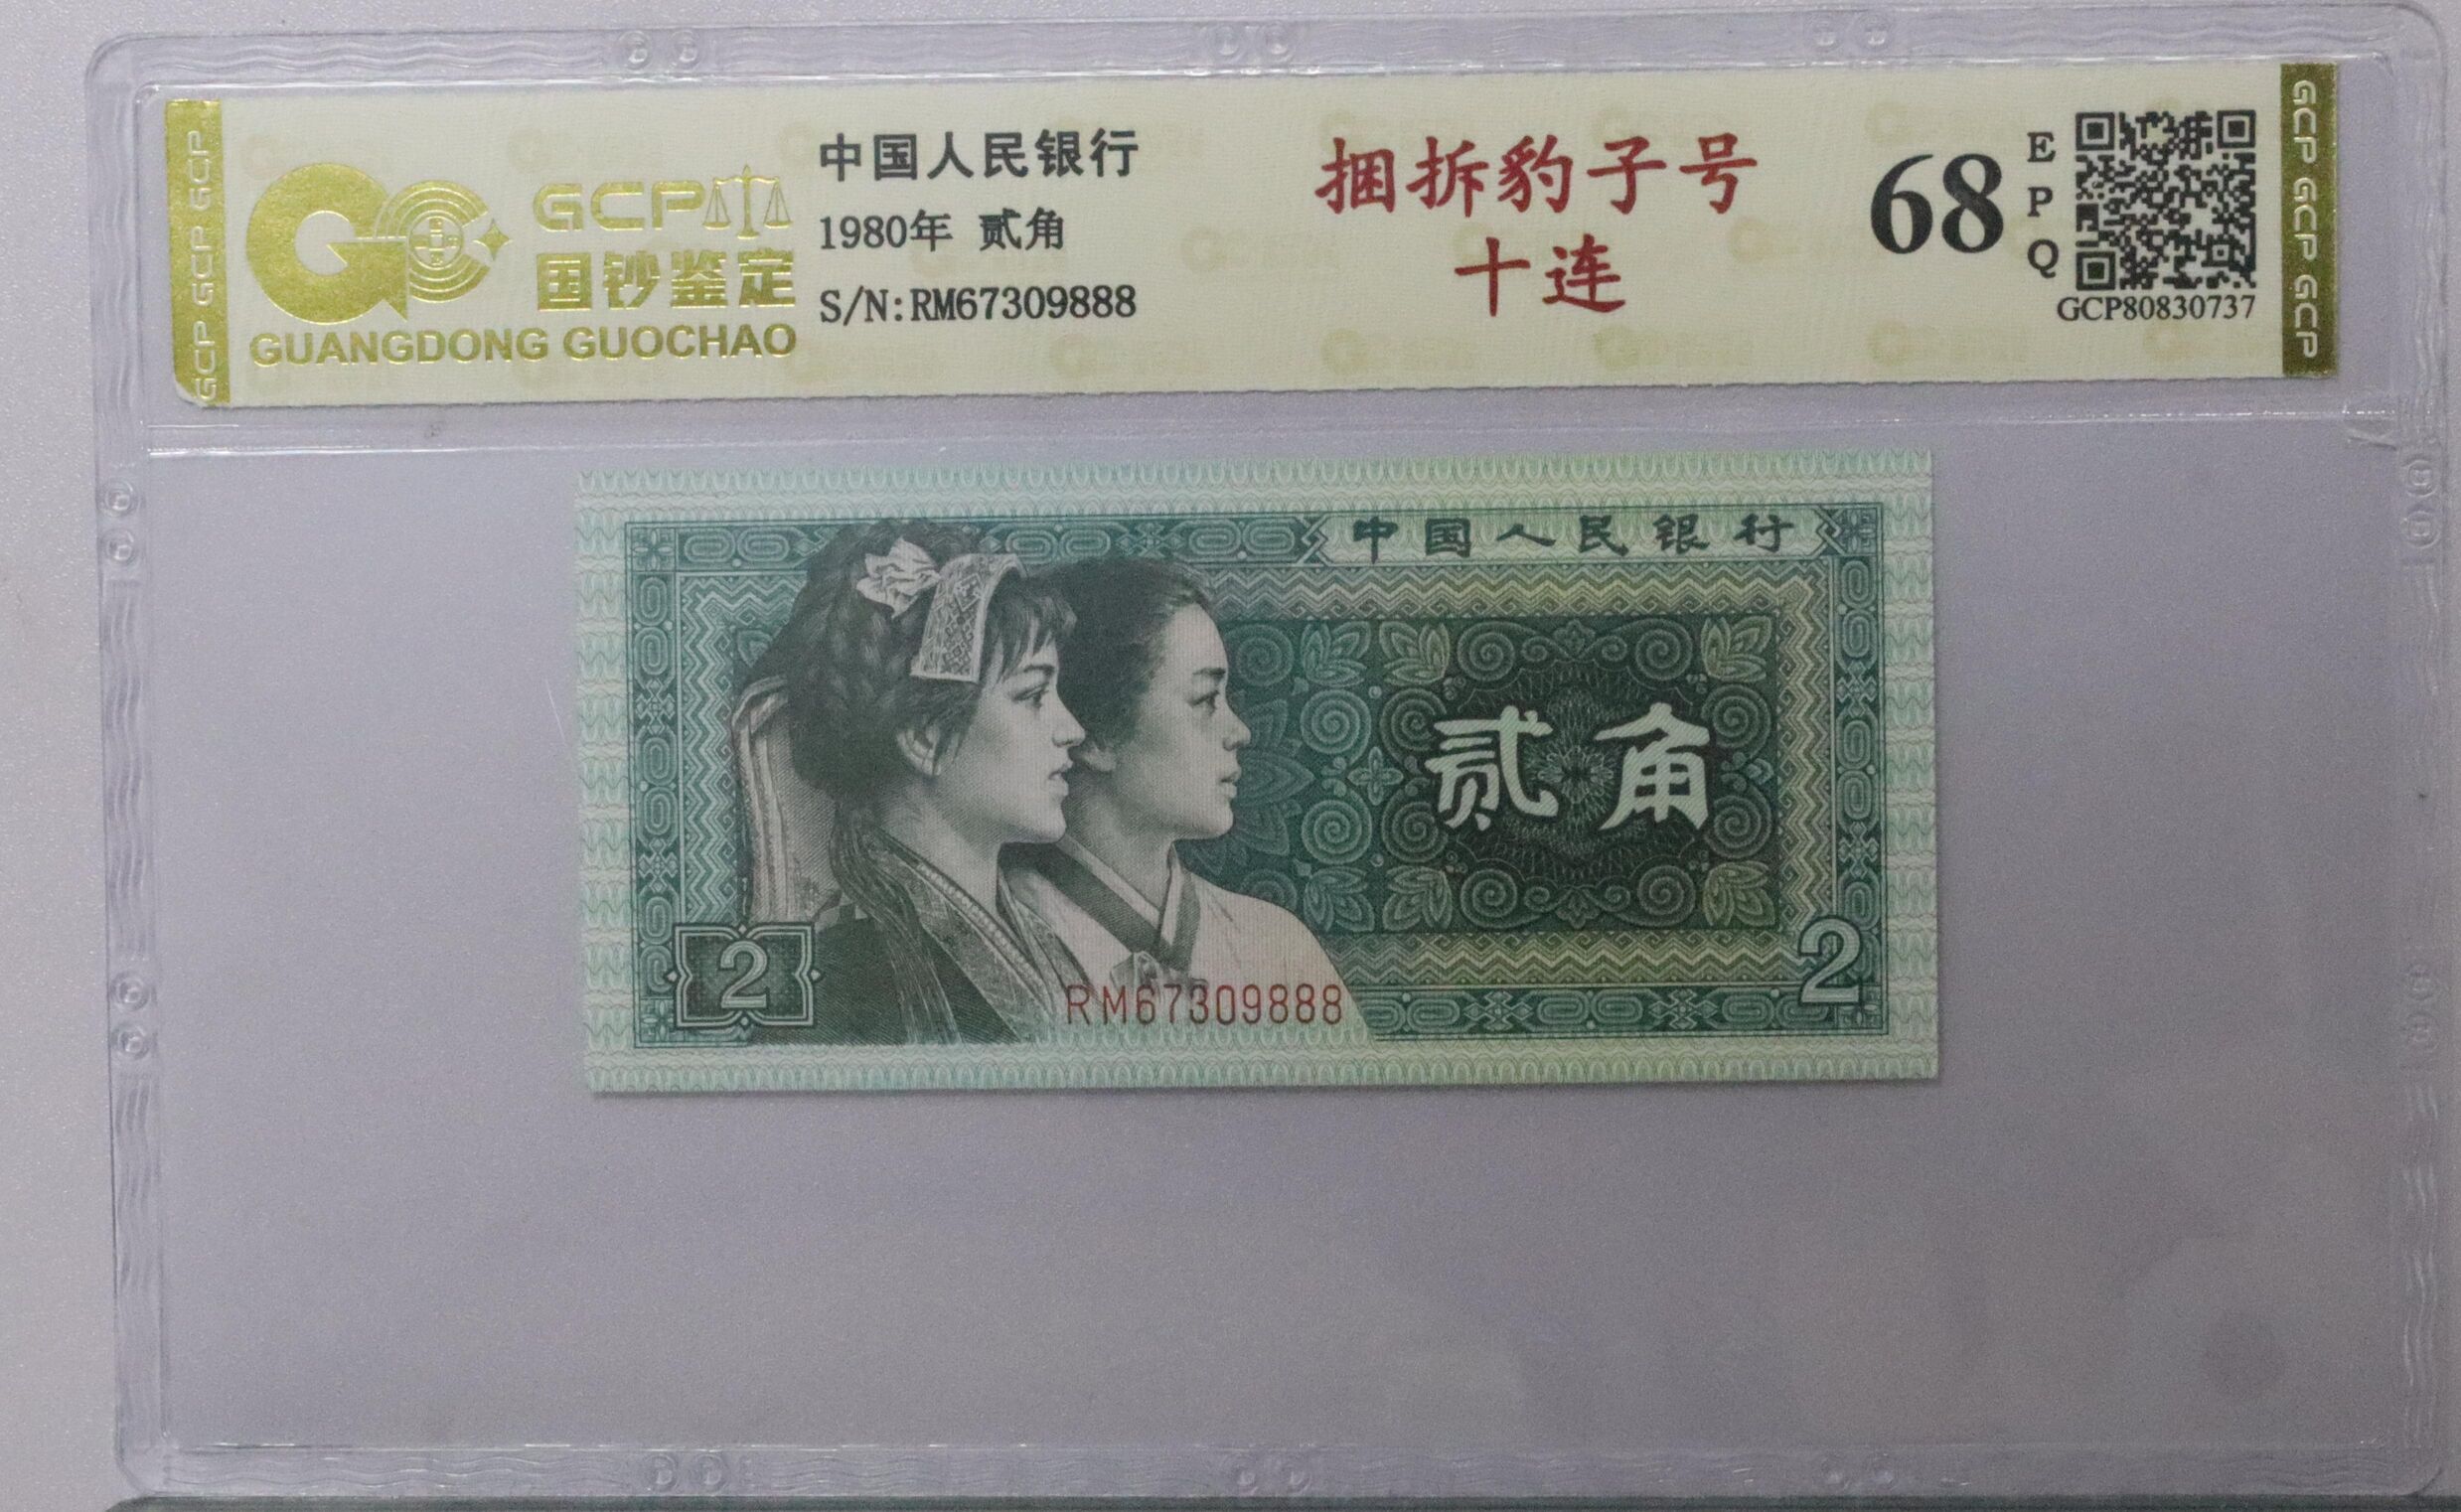 GCP GCP GCP
GCP
国钞鉴定
GUANGDONG GUOCHAO
中国人民银行
1980年 贰角
S/N:RM67309888
捆拆豹子号
十连
68
EPQ
GCP80830737
GCP GCP GCP
中国人民银行
贰角
2
RM67309888
2